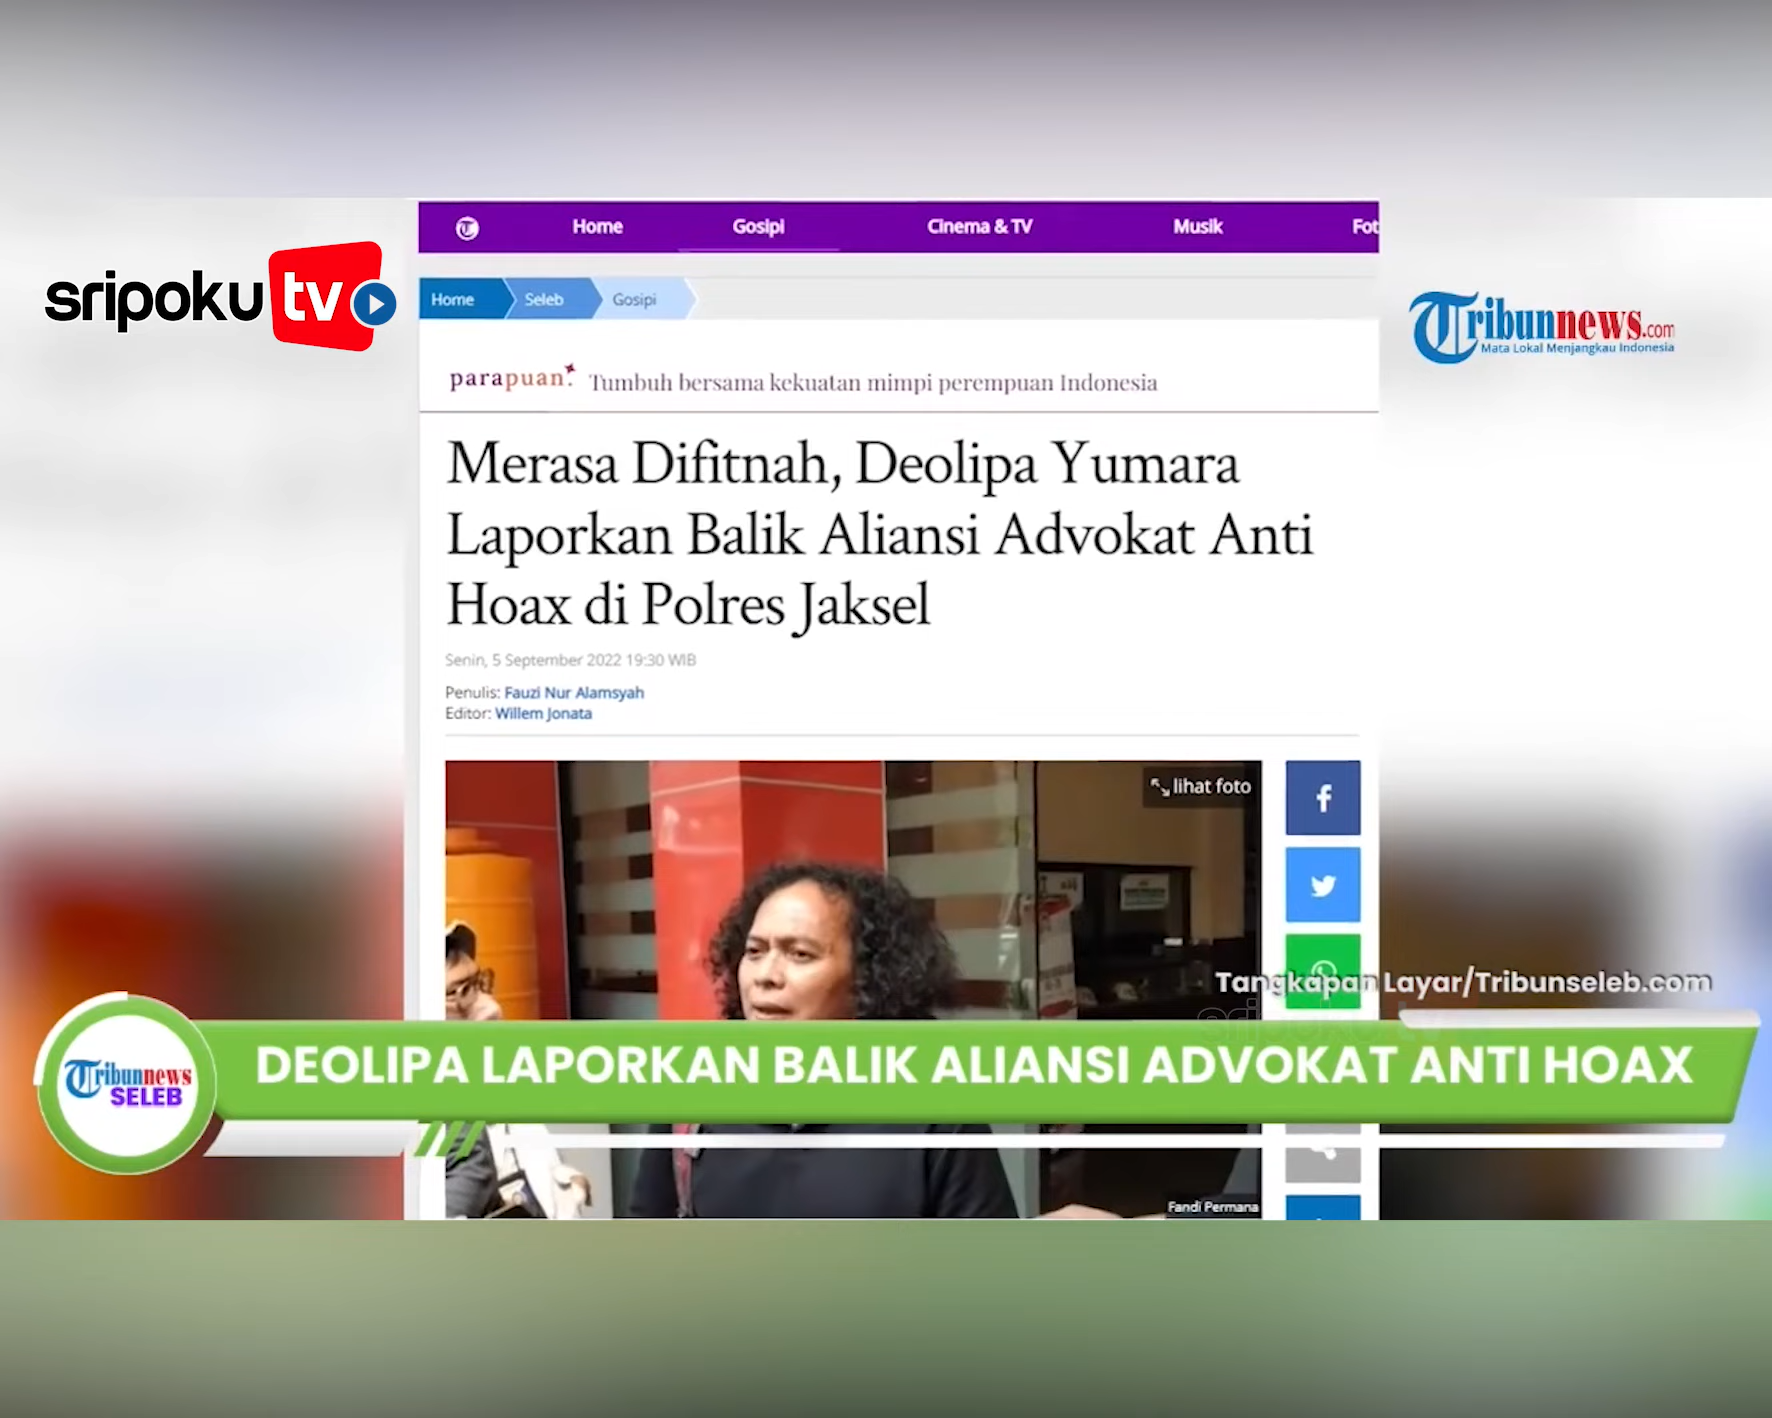 Home Gosipi Cinema & TV Musik Fot
sripoku tv
Home Seleb Gosipi
Tribunnews.com
Mata Lokal Menjangkau Indonesia
parapuan. Tumbuh bersama kekuatan mimpi perempuan Indonesia
Merasa Difitnah, Deolipa Yumara
Laporkan Balik Aliansi Advokat Anti
Hoax di Polres Jaksel
Senin, 5 September 2022 19:30 WIB
Penulis: Fauzi Nur Alamsyah
Editor: Willem Jonata
lihat foto
Tangkapan Layar/Tribunseleb.com
sripoku tv
Tribunnews
SELEB
DEOLIPA LAPORKAN BALIK ALIANSI ADVOKAT ANTI HOAX
Fandi Permana